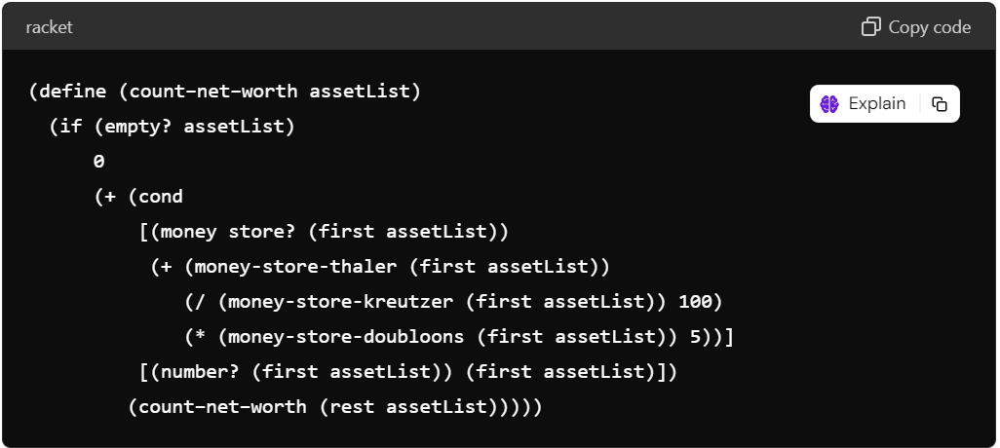 racket
Copy code
(define (count-net-worth assetList)
Explain
  (if (empty? assetList)
      0
      (+ (cond
          [(money store? (first assetList))
           (+ (money-store-thaler (first assetList))
              (/ (money-store-kreutzer (first assetList)) 100)
              (* (money-store-doubloons (first assetList)) 5))]
          [(number? (first assetList)) (first assetList)])
         (count-net-worth (rest assetList)))))